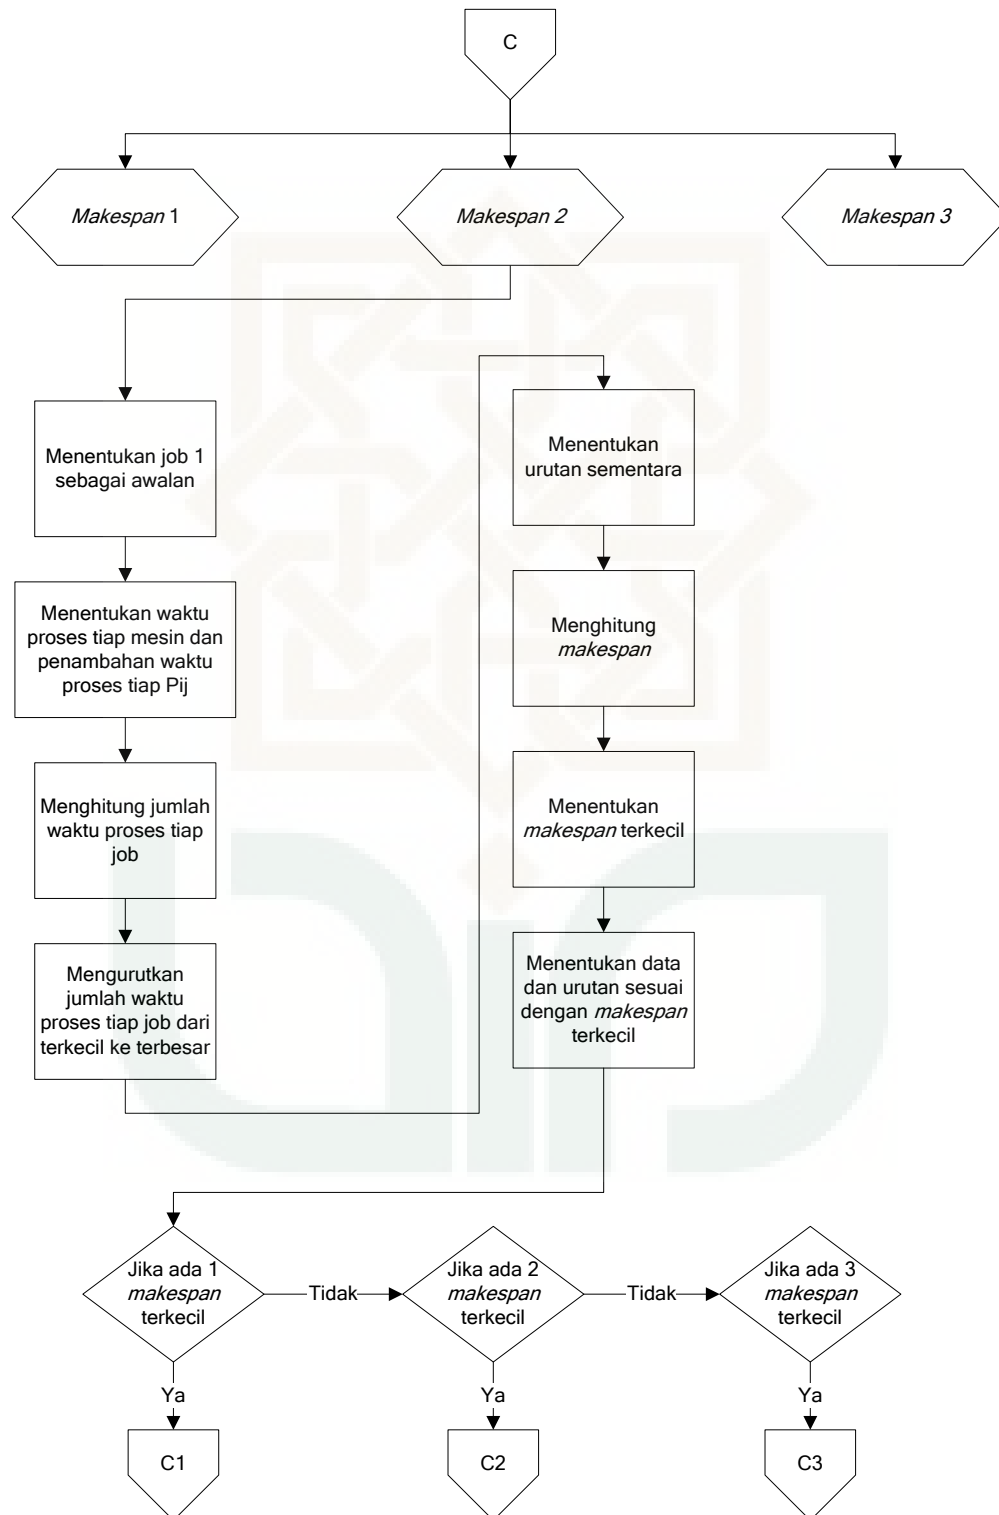 C
Makespan 1
Makespan 2
Makespan 3
Menentukan job 1
sebagai awalan
Menentukan waktu
proses tiap mesin dan
penambahan waktu
proses tiap Pij
Menghitung jumlah
waktu proses tiap
job
Mengurutkan
jumlah waktu
proses tiap job dari
terkecil ke terbesar
Menentukan
urutan sementara
Menghitung
makespan
Menentukan
makespan terkecil
Menentukan data
dan urutan sesuai
dengan makespan
terkecil
Jika ada 1
makespan
terkecil
Tidak
Jika ada 2
makespan
terkecil
Tidak
Jika ada 3
makespan
terkecil
Ya
Ya
Ya
C1
C2
C3